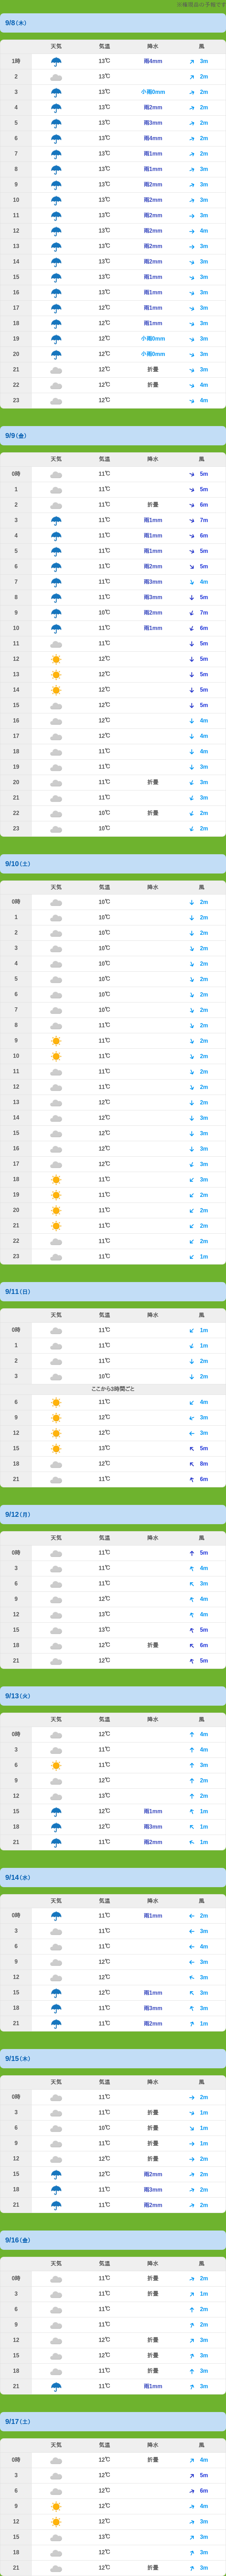 ※権現岳の予報です
9/8(木)
天気 気温 降水 風
1時 13℃ 雨4mm 3m
2 13℃ 2m
3 13℃ 小雨0mm 2m
4 13℃ 雨2mm 2m
5 13℃ 雨3mm 2m
6 13℃ 雨4mm 2m
7 13℃ 雨1mm 2m
8 13℃ 雨1mm 3m
9 13℃ 雨2mm 3m
10 13℃ 雨2mm 3m
11 13℃ 雨2mm 3m
12 13℃ 雨2mm 4m
13 13℃ 雨2mm 3m
14 13℃ 雨2mm 3m
15 13℃ 雨1mm 3m
16 13℃ 雨1mm 3m
17 12℃ 雨1mm 3m
18 12℃ 雨1mm 3m
19 12℃ 小雨0mm 3m
20 12℃ 小雨0mm 3m
21 12℃ 折畳 3m
22 12℃ 折畳 4m
23 12℃ 4m
9/9(金)
天気 気温 降水 風
0時 11℃ 5m
1 11℃ 5m
2 11℃ 折畳 6m
3 11℃ 雨1mm 7m
4 11℃ 雨1mm 6m
5 11℃ 雨1mm 5m
6 11℃ 雨2mm 5m
7 11℃ 雨3mm 4m
8 11℃ 雨3mm 5m
9 10℃ 雨2mm 7m
10 11℃ 雨1mm 6m
11 11℃ 5m
12 12℃ 5m
13 12℃ 5m
14 12℃ 5m
15 12℃ 5m
16 12℃ 4m
17 12℃ 4m
18 11℃ 4m
19 11℃ 3m
20 11℃ 折畳 3m
21 11℃ 3m
22 10℃ 折畳 2m
23 10℃ 2m
9/10(土)
天気 気温 降水 風
0時 10℃ 2m
1 10℃ 2m
2 10℃ 2m
3 10℃ 2m
4 10℃ 2m
5 10℃ 2m
6 10℃ 2m
7 10℃ 2m
8 11℃ 2m
9 11℃ 2m
10 11℃ 2m
11 11℃ 2m
12 11℃ 2m
13 12℃ 2m
14 12℃ 3m
15 12℃ 3m
16 12℃ 3m
17 12℃ 3m
18 11℃ 3m
19 11℃ 2m
20 11℃ 2m
21 11℃ 2m
22 11℃ 2m
23 11℃ 1m
9/11(日)
天気 気温 降水 風
0時 11℃ 1m
1 11℃ 1m
2 11℃ 2m
3 10℃ 2m
ここから3時間ごと
6 11℃ 4m
9 12℃ 3m
12 12℃ 3m
15 13℃ 5m
18 12℃ 8m
21 11℃ 6m
9/12(月)
天気 気温 降水 風
0時 11℃ 5m
3 11℃ 4m
6 11℃ 3m
9 12℃ 4m
12 13℃ 4m
15 13℃ 5m
18 12℃ 折畳 6m
21 12℃ 5m
9/13(火)
天気 気温 降水 風
0時 12℃ 4m
3 11℃ 4m
6 11℃ 3m
9 12℃ 2m
12 13℃ 2m
15 12℃ 雨1mm 1m
18 12℃ 雨3mm 1m
21 11℃ 雨2mm 1m
9/14(水)
天気 気温 降水 風
0時 11℃ 雨1mm 2m
3 11℃ 3m
6 11℃ 4m
9 12℃ 3m
12 12℃ 3m
15 12℃ 雨1mm 3m
18 11℃ 雨3mm 3m
21 11℃ 雨2mm 1m
9/15(木)
天気 気温 降水 風
0時 11℃ 2m
3 11℃ 折畳 1m
6 10℃ 折畳 1m
9 11℃ 折畳 1m
12 12℃ 折畳 2m
15 12℃ 雨2mm 2m
18 11℃ 雨3mm 2m
21 11℃ 雨2mm 2m
9/16(金)
天気 気温 降水 風
0時 11℃ 折畳 2m
3 11℃ 折畳 1m
6 11℃ 2m
9 11℃ 2m
12 12℃ 折畳 3m
15 12℃ 折畳 3m
18 11℃ 折畳 3m
21 11℃ 雨1mm 3m
9/17(土)
天気 気温 降水 風
0時 12℃ 折畳 4m
3 12℃ 5m
6 12℃ 6m
9 12℃ 4m
12 12℃ 3m
15 13℃ 3m
18 12℃ 3m
21 12℃ 折畳 3m